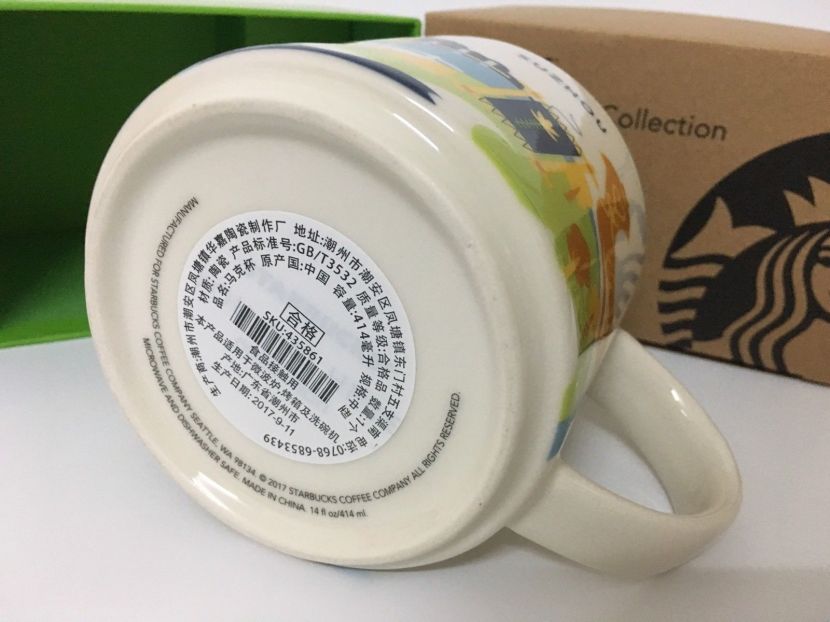 SUZHOU
Collection
MANUFACTURED FOR STARBUCKS COFFEE COMPANY SEATTLE, WA 98134. © 2017 STARBUCKS COFFEE COMPANY ALL RIGHTS RESERVED.
MICROWAVE AND DISHWASHER SAFE. MADE IN CHINA 14 fl oz/414 ml
生产商:潮州市潮安区凤塘镇华嘉陶瓷制作厂 地址:潮州市潮安区凤塘镇东门村丑支溪 电话:0768-6853439
材质:陶瓷 产品标准号:GB/T3532 质量等级:合格品 数量:1个
品名:马克杯 原产国:中国 容量:414毫升 规格:中
合格
SKU:435861
食品接触用
本产品适用于微波炉,烤箱及洗碗机
产地:广东省潮州市
生产日期:2017-9-11